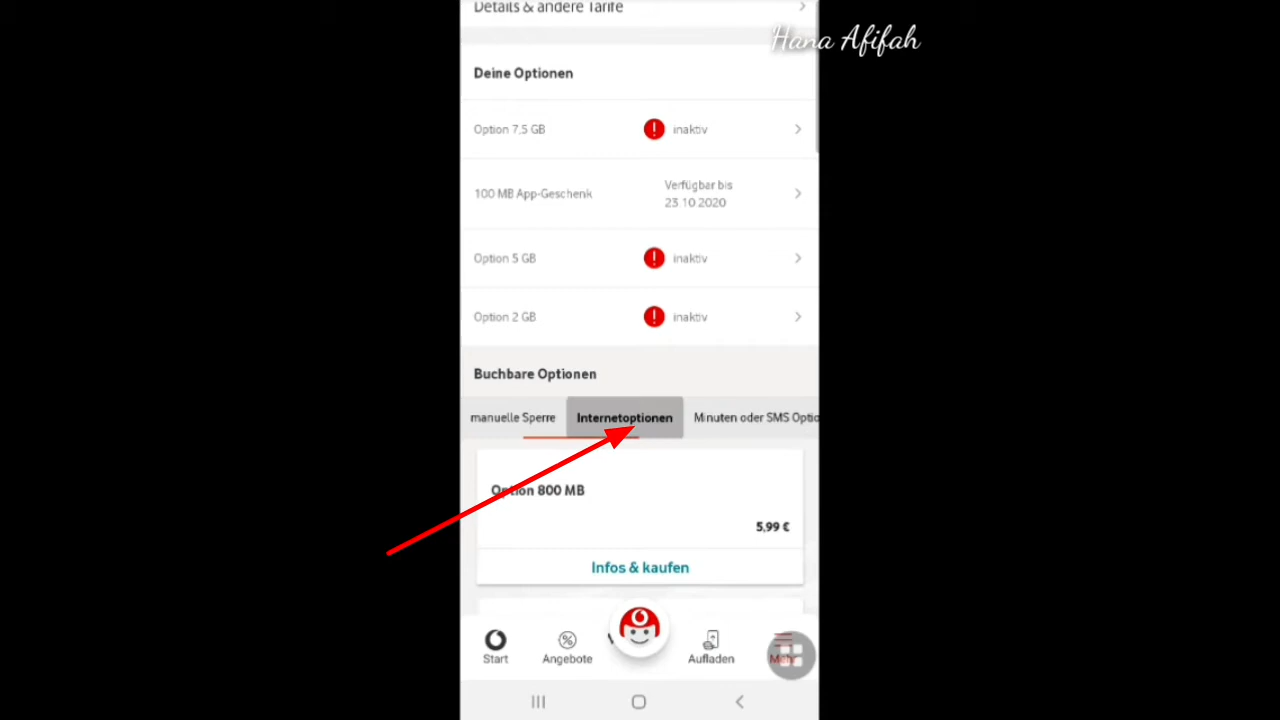 Details & andere Tarife
Hana Afifah
Deine Optionen
Option 7,5 GB
inaktiv
100 MB App-Geschenk
Verfügbar bis
23.10.2020
Option 5 GB
inaktiv
Option 2 GB
inaktiv
Buchbare Optionen
manuelle Sperre
Internetoptionen
Minuten oder SMS Optio
Option 800 MB
5,99 €
Infos & kaufen
Start
Angebote
Aufladen
Mehr